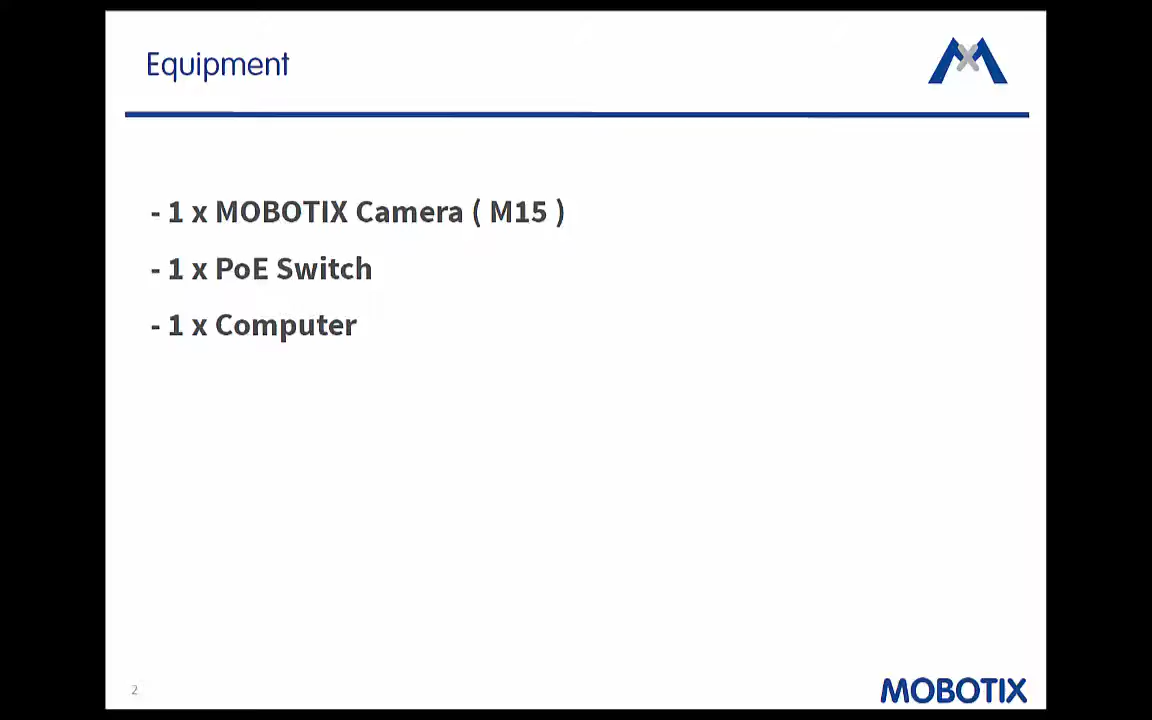 Equipment
- 1 x MOBOTIX Camera ( M15 )
- 1 x PoE Switch
- 1 x Computer
2
MOBOTIX